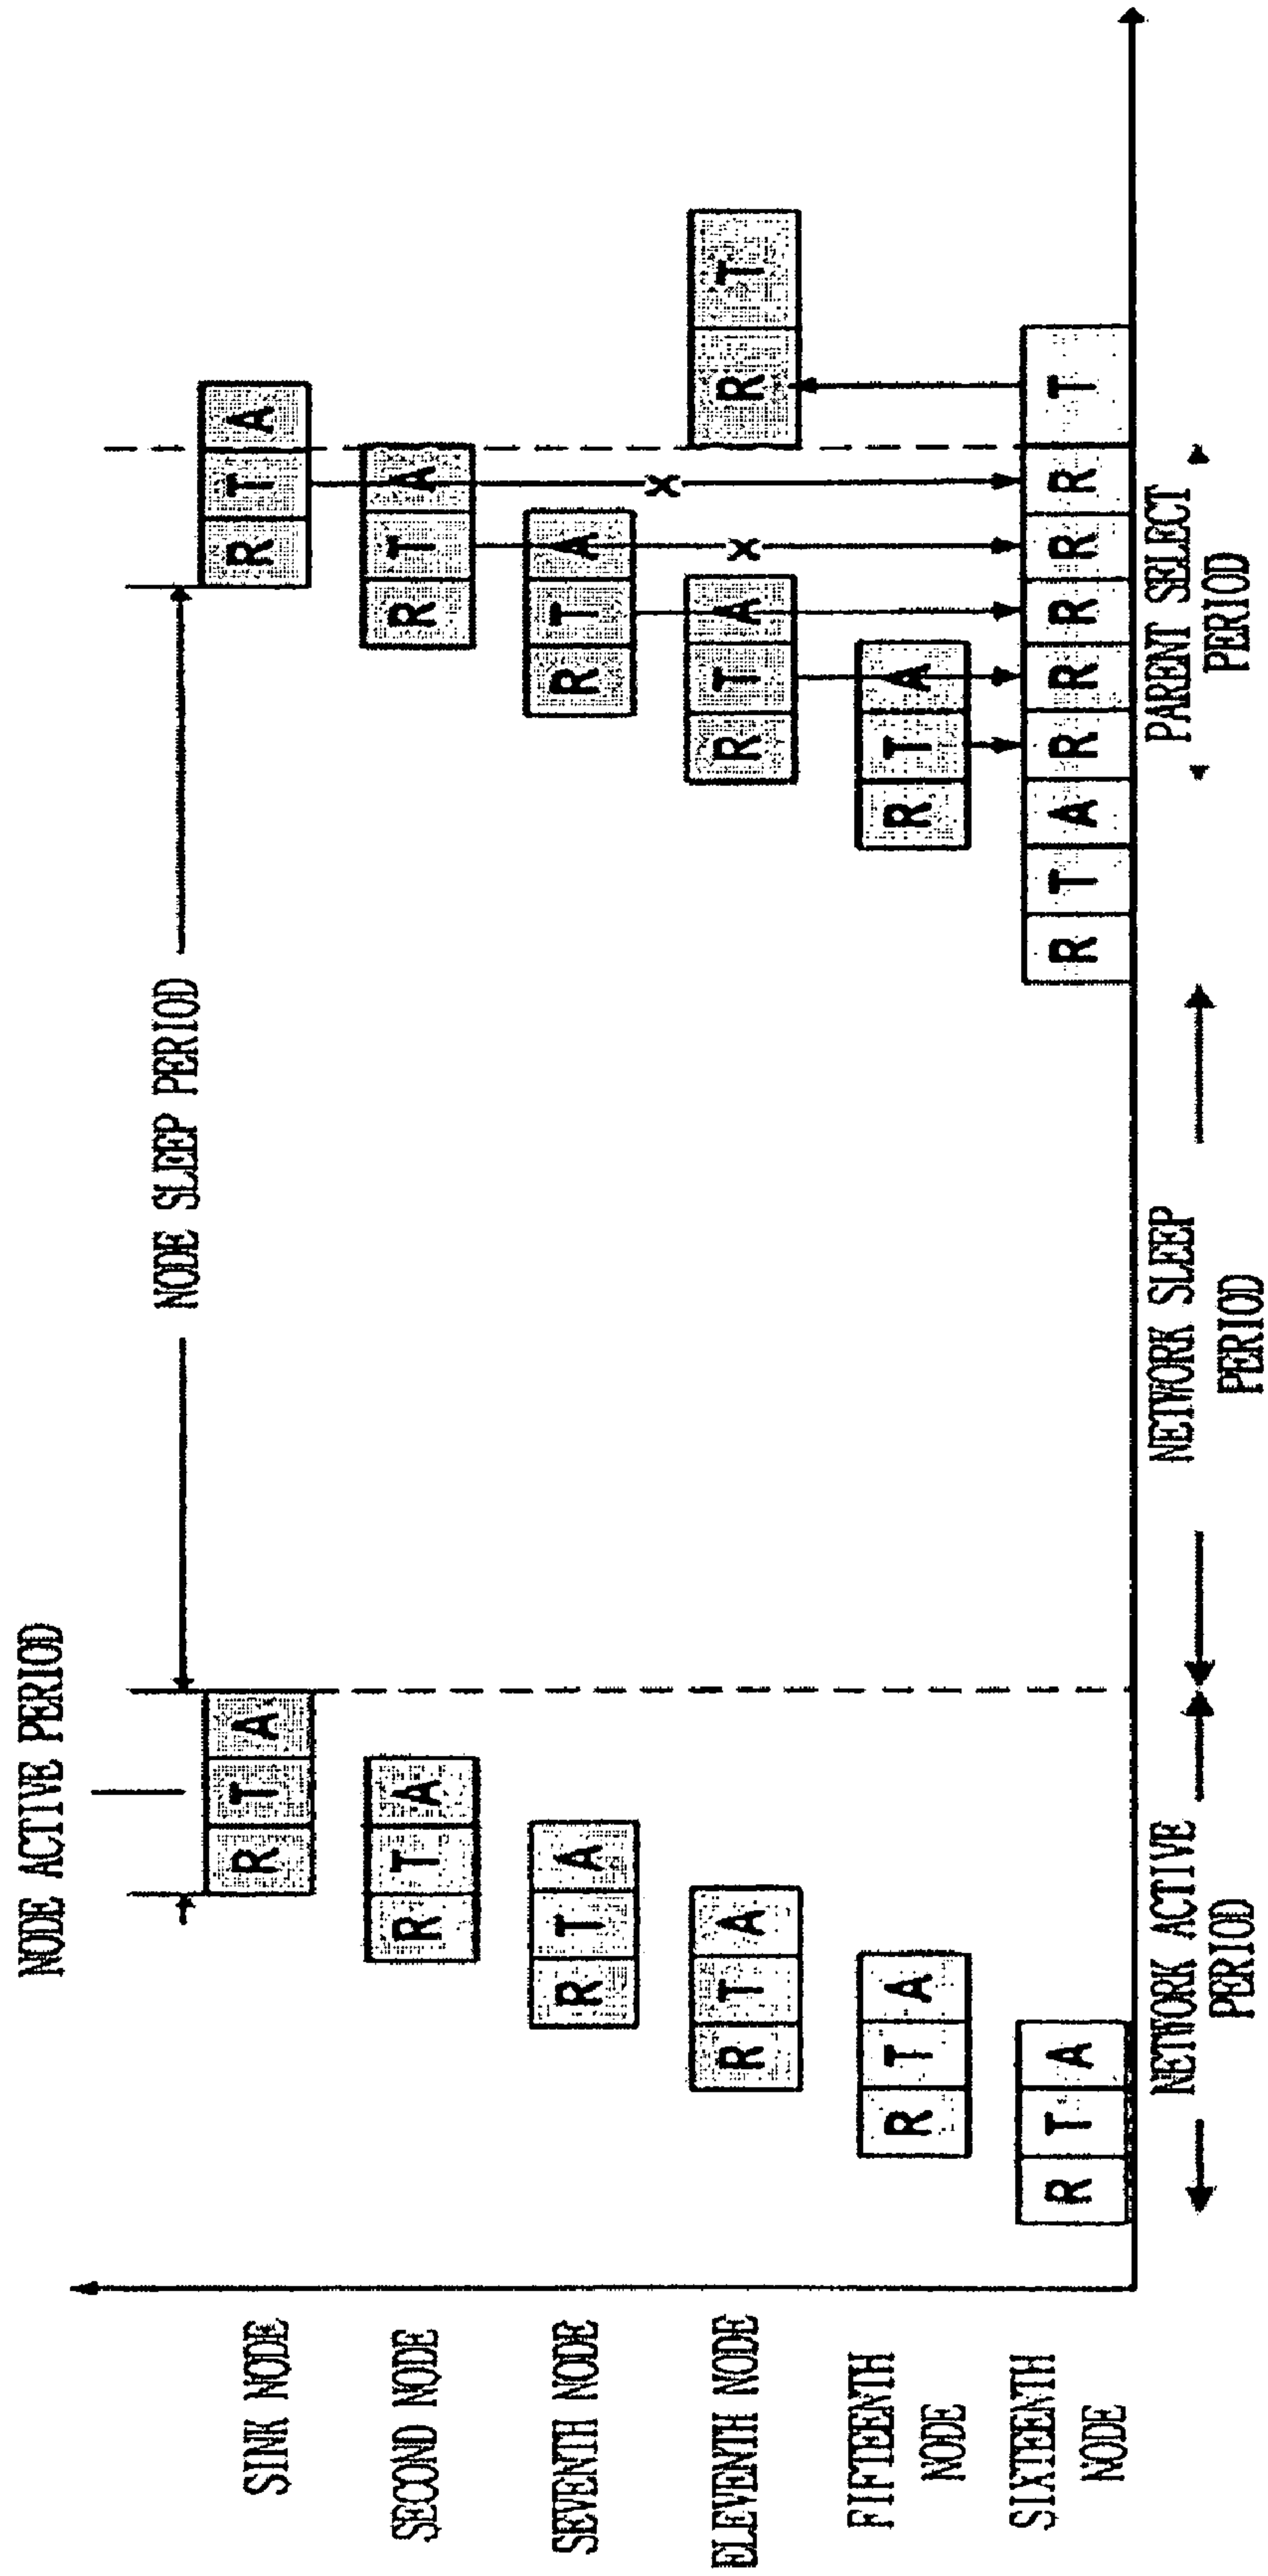 NODE ACTIVE PERIOD
NODE SLEEP PERIOD
SINK NODE
R T A
R T A
SECOND NODE
R T A
R T A
SEVENTH NODE
R T A
R T A
X
ELEVENTH NODE
R T A
R T A
X
R T
FIFTEENTH
NODE
R T A
R T A
SIXTEENTH
NODE
R T A
R T A R R R R R T
NETWORK ACTIVE
PERIOD
NETWORK SLEEP
PERIOD
PARENT SELECT
PERIOD